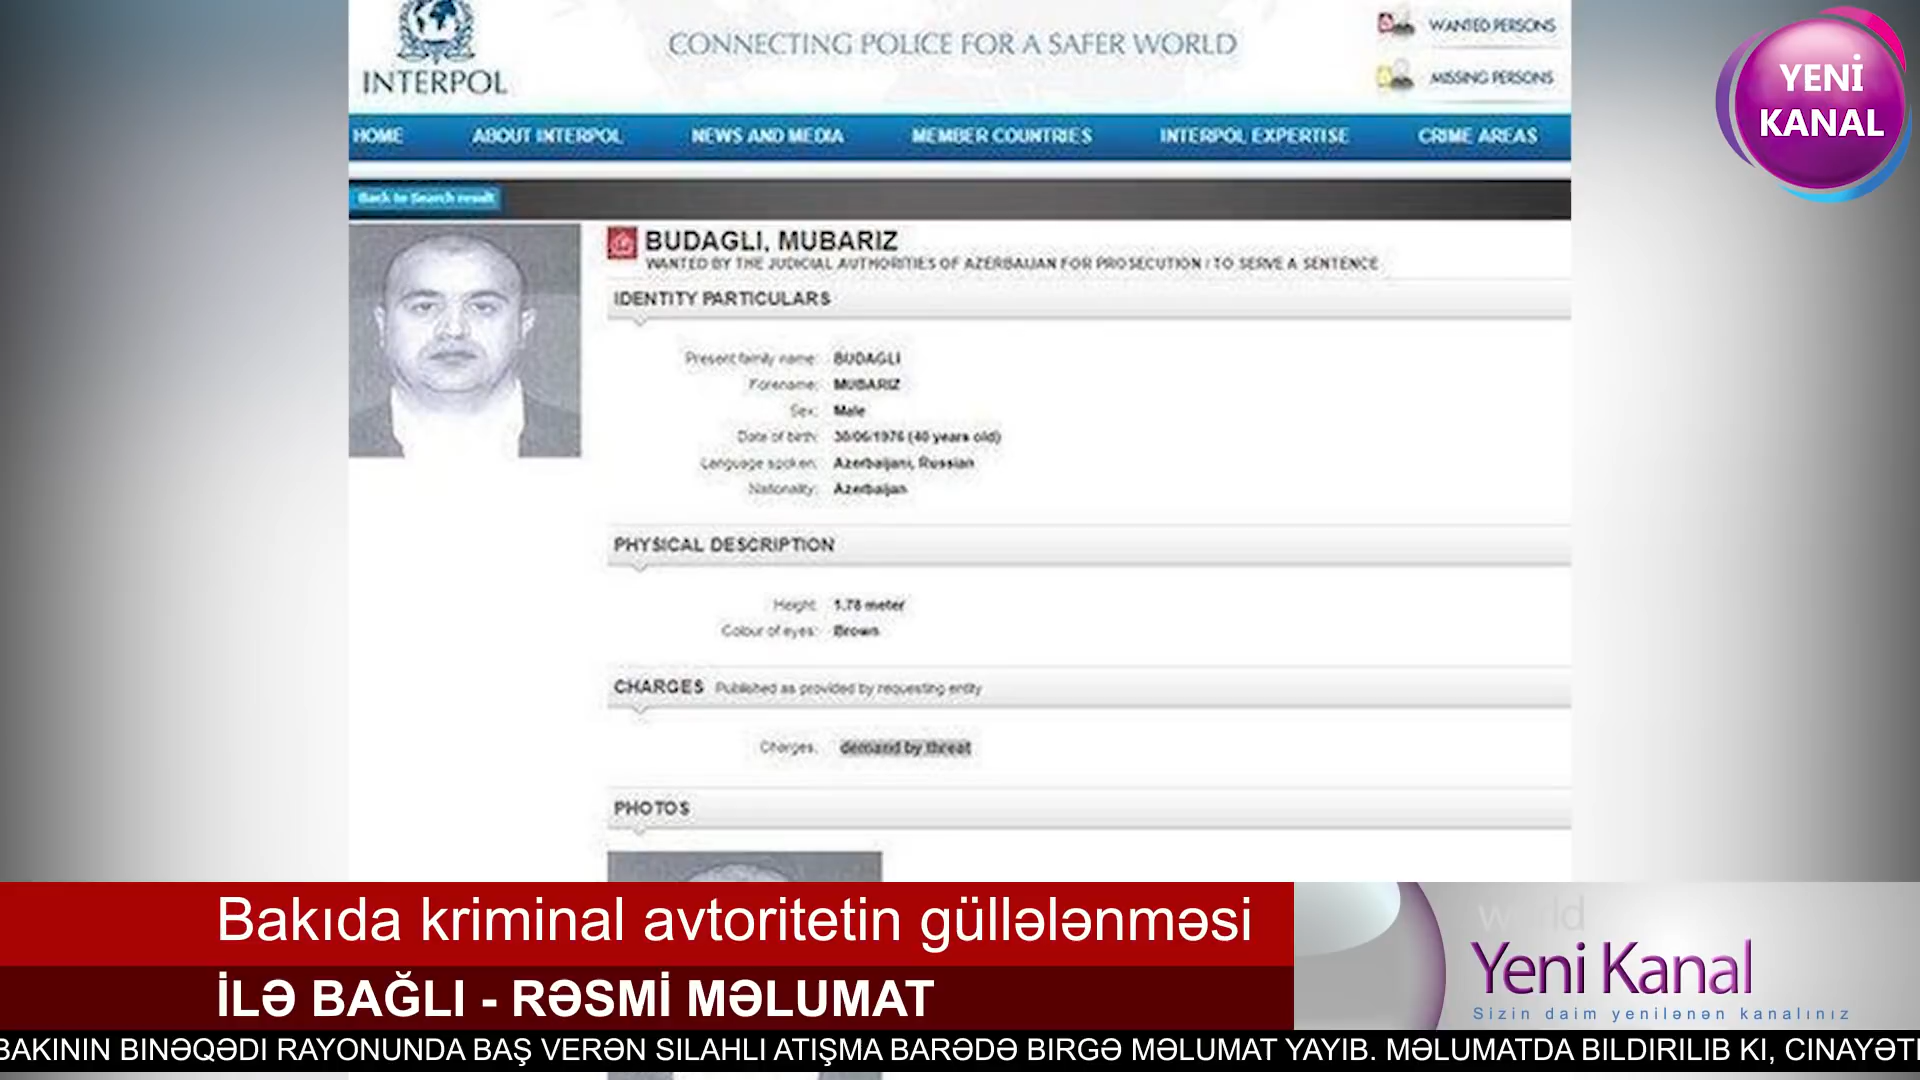 INTERPOL
CONNECTING POLICE FOR A SAFER WORLD
WANTED PERSONS
MISSING PERSONS
YENİ
KANAL
HOME ABOUT INTERPOL NEWS AND MEDIA MEMBER COUNTRIES INTERPOL EXPERTISE CRIME AREAS
Back to Search result
BUDAGLI, MUBARIZ
WANTED BY THE JUDICIAL AUTHORITIES OF AZERBAIJAN FOR PROSECUTION / TO SERVE A SENTENCE
IDENTITY PARTICULARS
Present family name: BUDAGLI
Forename: MUBARIZ
Sex: Male
Date of birth: 30/06/1976 (40 years old)
Language spoken: Azerbaijani, Russian
Nationality: Azerbaijan
PHYSICAL DESCRIPTION
Height: 1.78 meter
Colour of eyes: Brown
CHARGES Published as provided by requesting entity
Charges: demand by threat
PHOTOS
Bakıda kriminal avtoritetin güllələnməsi
İLƏ BAĞLI - RƏSMİ MƏLUMAT
world
Yeni Kanal
Sizin daim yenilənən kanalınız
BAKININ BINƏQƏDI RAYONUNDA BAŞ VERƏN SILAHLI ATIŞMA BARƏDƏ BIRGƏ MƏLUMAT YAYIB. MƏLUMATDA BILDIRILIB KI, CINAYƏTI